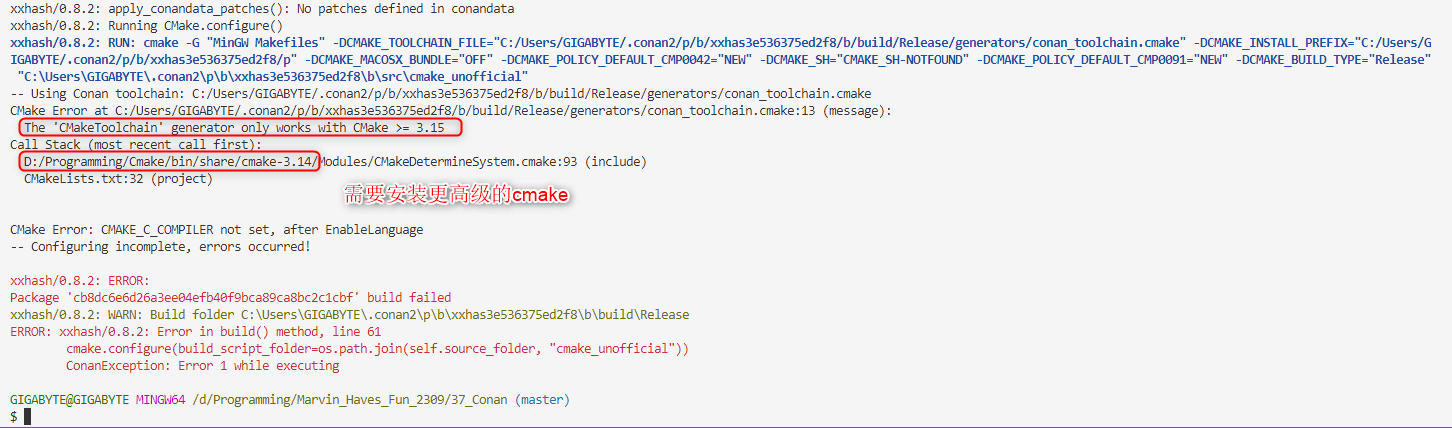 xxhash/0.8.2: apply_conandata_patches(): No patches defined in conandata
xxhash/0.8.2: Running CMake.configure()
xxhash/0.8.2: RUN: cmake -G "MinGW Makefiles" -DCMAKE_TOOLCHAIN_FILE="C:/Users/GIGABYTE/.conan2/p/b/xxhas3e536375ed2f8/b/build/Release/generators/conan_toolchain.cmake" -DCMAKE_INSTALL_PREFIX="C:/Users/G
IGABYTE/.conan2/p/b/xxhas3e536375ed2f8/p" -DCMAKE_MACOSX_BUNDLE="OFF" -DCMAKE_POLICY_DEFAULT_CMP0042="NEW" -DCMAKE_SH="CMAKE_SH-NOTFOUND" -DCMAKE_POLICY_DEFAULT_CMP0091="NEW" -DCMAKE_BUILD_TYPE="Release"
"C:\Users\GIGABYTE\.conan2\p\b\xxhas3e536375ed2f8\b\src\cmake_unofficial"
-- Using Conan toolchain: C:/Users/GIGABYTE/.conan2/p/b/xxhas3e536375ed2f8/b/build/Release/generators/conan_toolchain.cmake
CMake Error at C:/Users/GIGABYTE/.conan2/p/b/xxhas3e536375ed2f8/b/build/Release/generators/conan_toolchain.cmake:13 (message):
The 'CMakeToolchain' generator only works with CMake >= 3.15
Call Stack (most recent call first):
D:/Programming/Cmake/bin/share/cmake-3.14/Modules/CMakeDetermineSystem.cmake:93 (include)
CMakeLists.txt:32 (project)
需要安装更高级的cmake
CMake Error: CMAKE_C_COMPILER not set, after EnableLanguage
-- Configuring incomplete, errors occurred!
xxhash/0.8.2: ERROR:
Package 'cb8dc6e6d26a3ee04efb40f9bca89ca8bc2c1cbf' build failed
xxhash/0.8.2: WARN: Build folder C:\Users\GIGABYTE\.conan2\p\b\xxhas3e536375ed2f8\b\build\Release
ERROR: xxhash/0.8.2: Error in build() method, line 61
cmake.configure(build_script_folder=os.path.join(self.source_folder, "cmake_unofficial"))
ConanException: Error 1 while executing
GIGABYTE@GIGABYTE MINGW64 /d/Programming/Marvin_Haves_Fun_2309/37_Conan (master)
$